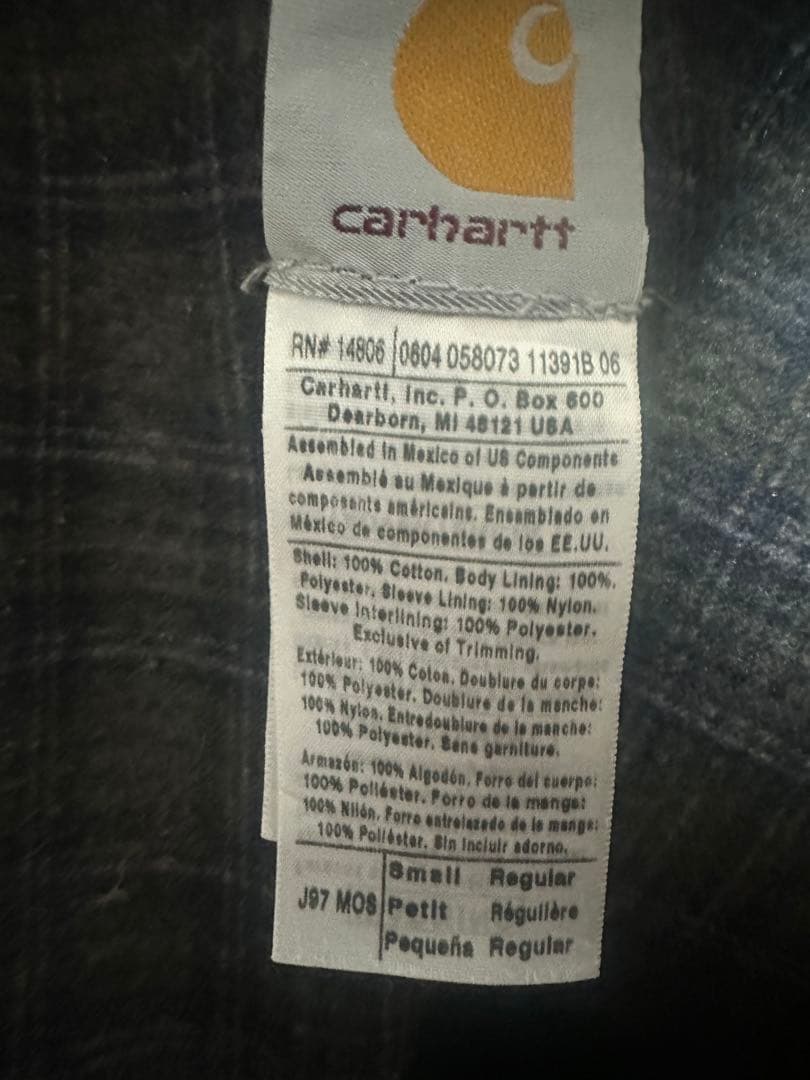 carhartt
RN# 14806 0804 058073 11391B 06
Carhartt, Inc. P. O. Box 600
Dearborn, MI 48121 USA
Assembled in Mexico of US Components
Assemblé au Mexique à partir de
composants américains. Ensamblado en
México de componentes de los EE.UU.
Shell: 100% Cotton. Body Lining: 100%.
Polyester. Sleeve Lining: 100% Nylon.
Sleeve Interlining: 100% Polyester.
Exclusive of Trimming.
Extérieur: 100% Coton. Doublure du corps:
100% Polyester. Doublure de la manche:
100% Nylon. Entredoublure de la manche:
100% Polyester. Sans garniture.
Armazón: 100% Algodón. Forro del cuerpo:
100% Poliéster. Forro de la manga:
100% Nilón. Forro entrelazado de la manga:
100% Poliéster. Sin incluir adorno.
Small Regular
J97 MOS Petit Régulière
Pequeña Regular